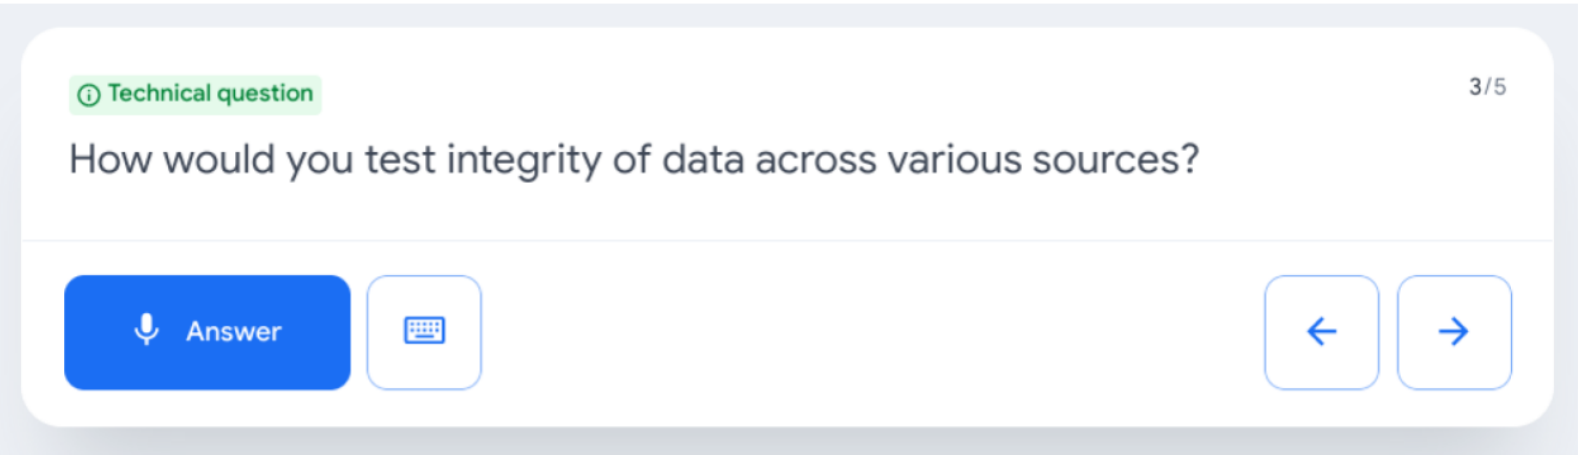 Technical question
3/5
How would you test integrity of data across various sources?
Answer